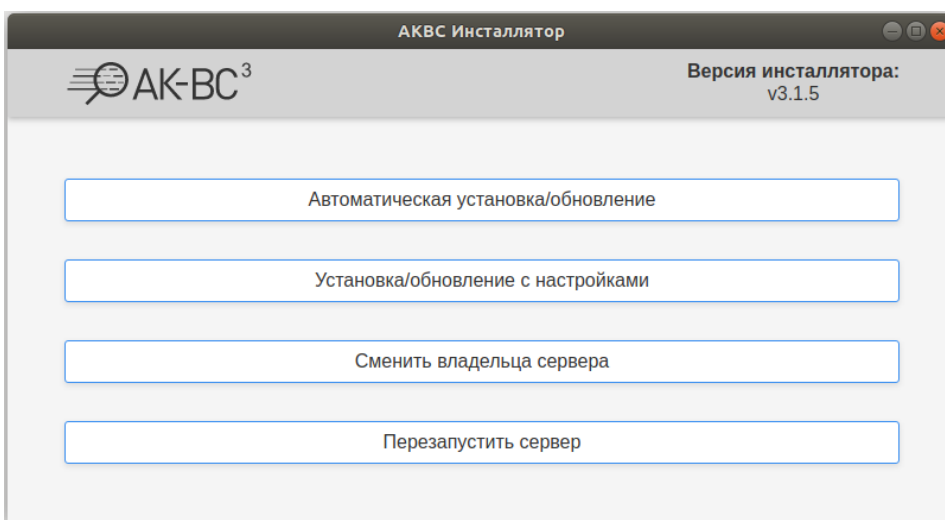 АКВС Инсталлятор
АК-ВС³
Версия инсталлятора:
v3.1.5
Автоматическая установка/обновление
Установка/обновление с настройками
Сменить владельца сервера
Перезапустить сервер